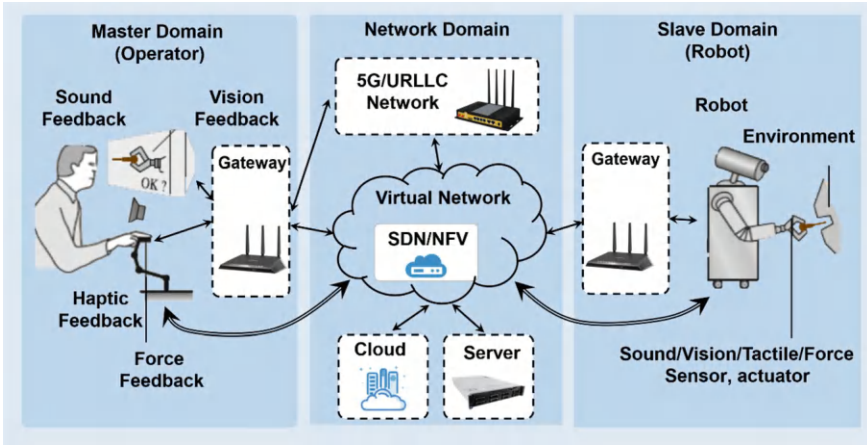 Master Domain
(Operator)
Sound
Feedback
Vision
Feedback
OK ?
Gateway
Haptic
Feedback
Force
Feedback
Network Domain
5G/URLLC
Network
Virtual Network
SDN/NFV
Cloud
Server
Slave Domain
(Robot)
Gateway
Robot
Environment
Sound/Vision/Tactile/Force
Sensor, actuator